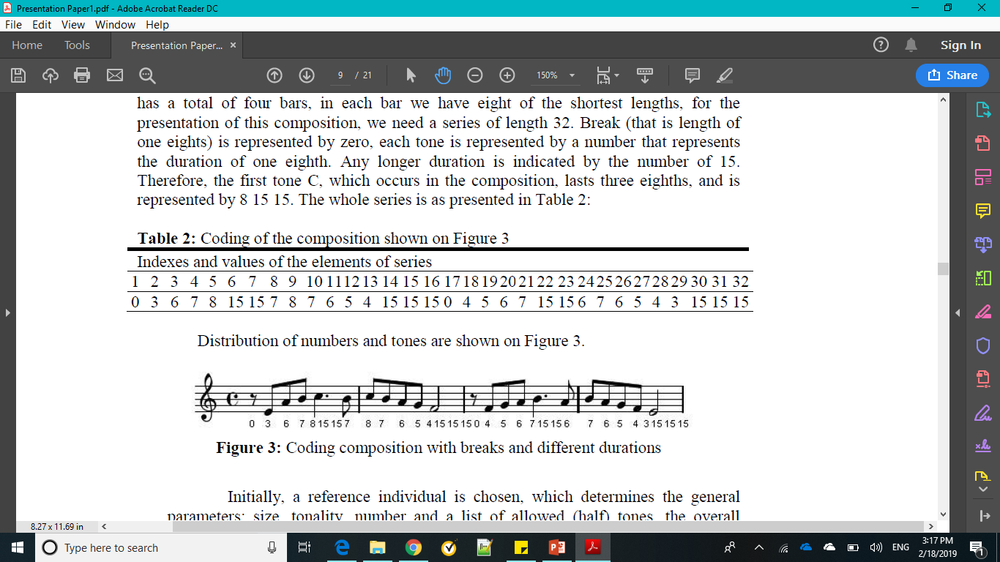 Presentation Paper1.pdf - Adobe Acrobat Reader DC
File Edit View Window Help
Home Tools Presentation Paper... ×
9 / 21 150% Share
Sign In
has a total of four bars, in each bar we have eight of the shortest lengths, for the
presentation of this composition, we need a series of length 32. Break (that is length of
one eights) is represented by zero, each tone is represented by a number that represents
the duration of one eighth. Any longer duration is indicated by the number of 15.
Therefore, the first tone C, which occurs in the composition, lasts three eighths, and is
represented by 8 15 15. The whole series is as presented in Table 2:
Table 2: Coding of the composition shown on Figure 3
Indexes and values of the elements of series
1 2 3 4 5 6 7 8 9 10 11 12 13 14 15 16 17 18 19 20 21 22 23 24 25 26 27 28 29 30 31 32
0 3 6 7 8 15 15 7 8 7 6 5 4 15 15 15 0 4 5 6 7 15 15 6 7 6 5 4 3 15 15 15
Distribution of numbers and tones are shown on Figure 3.
0 3 6 7 8 15 15 7 8 7 6 5 4 15 15 15 0 4 5 6 7 15 15 6 7 6 5 4 3 15 15 15
Figure 3: Coding composition with breaks and different durations
Initially, a reference individual is chosen, which determines the general
parameters: size, tonality, number and a list of allowed (half) tones, the overall
8.27 x 11.69 in
Type here to search
ENG
3:17 PM
2/18/2019
1